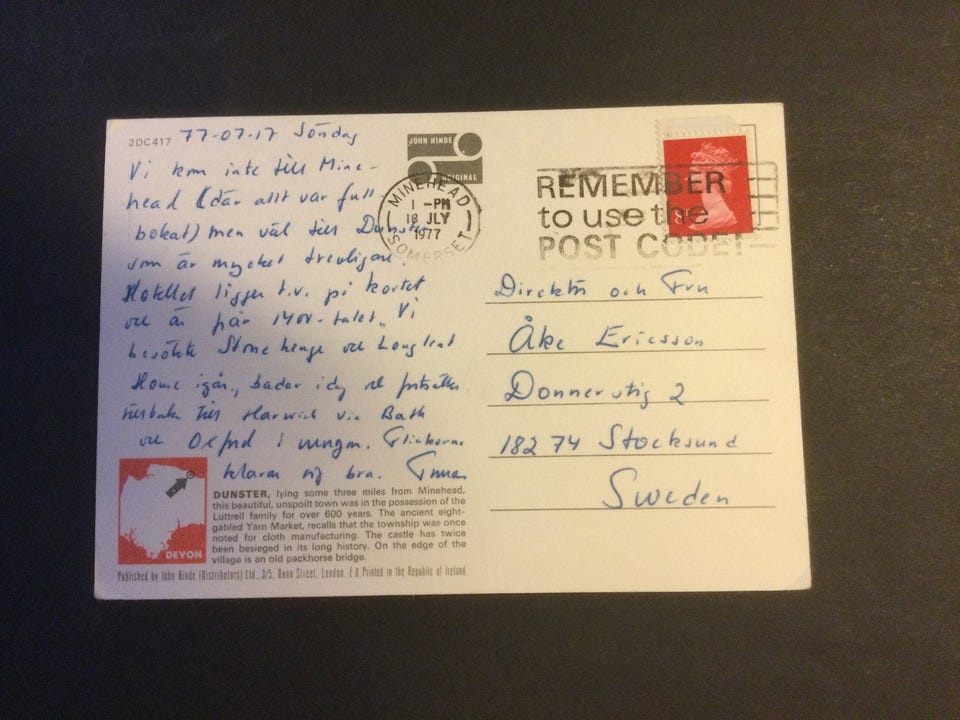 2DC417 77-07-17 Söndag
Vi kom inte till Mine-
head (där allt var full-
bokat) men väl till Dunster
som är mycket trevligare.
Hotellet ligger t.v. på kortet
och är från 1400-talet. Vi
besökte Stonehenge och Longleat
House igår, badar idag och fortsätter
tillbaka till Harwich via Bath
och Oxford i morgon. Flickorna
klarar sig bra.
JOHN HINDE
ORIGINAL
MINEHEAD
1 -PM
18 JLY
1977
SOMERSET
REMEMBER
to use the
POST CODE!
Direktör och Fru
Åke Ericsson
2
182 74 Stocksund
Sweden
DEVON
DUNSTER, lying some three miles from Minehead,
this beautiful, unspoilt town was in the possession of the
Luttrell family for over 600 years. The ancient eight-
gabled Yarn Market, recalls that the township was once
noted for cloth manufacturing. The castle has twice
been besieged in its long history. On the edge of the
village is an old packhorse bridge.
Published by John Hinde (Distributors) Ltd., 3/5, Street, London. Printed in the Republic of Ireland